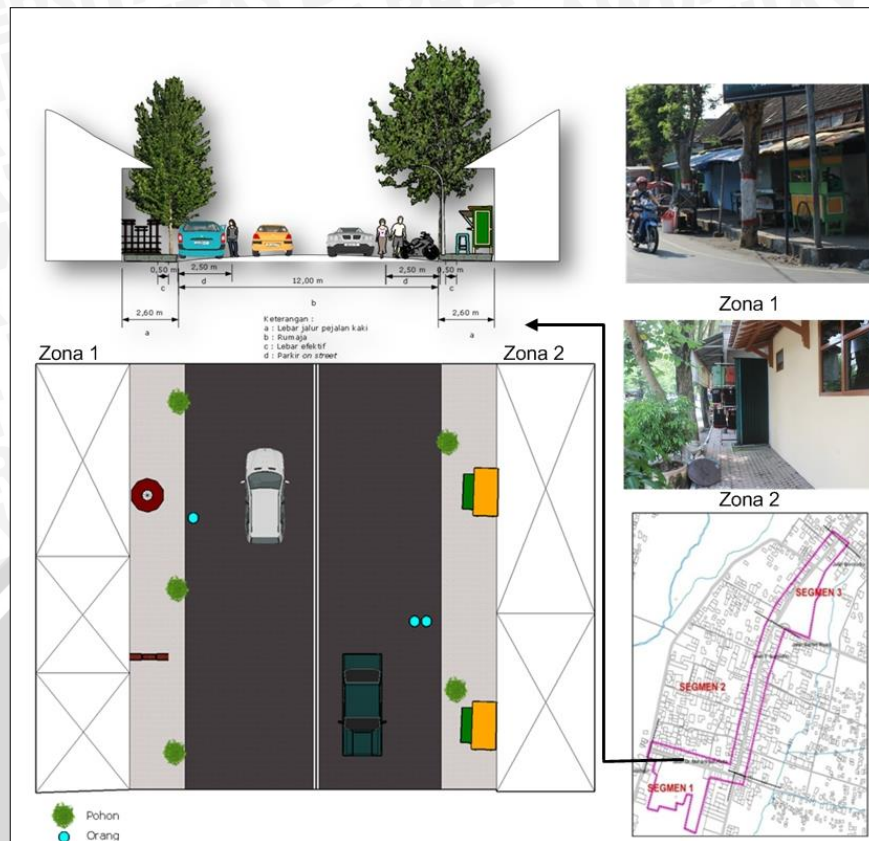 0,50 m
2,50 m
d
c
12,00 m
2,50 m
d
0,50 m
c
b
2,60 m
a
2,60 m
a
Keterangan :
a : Lebar jalur pejalan kaki
b : Rumaja
c : Lebar efektif
d : Parkir on street
Zona 1
Zona 2
Zona 1
Zona 2
SEGMEN 3
SEGMEN 2
SEGMEN 1
Pohon
Orang